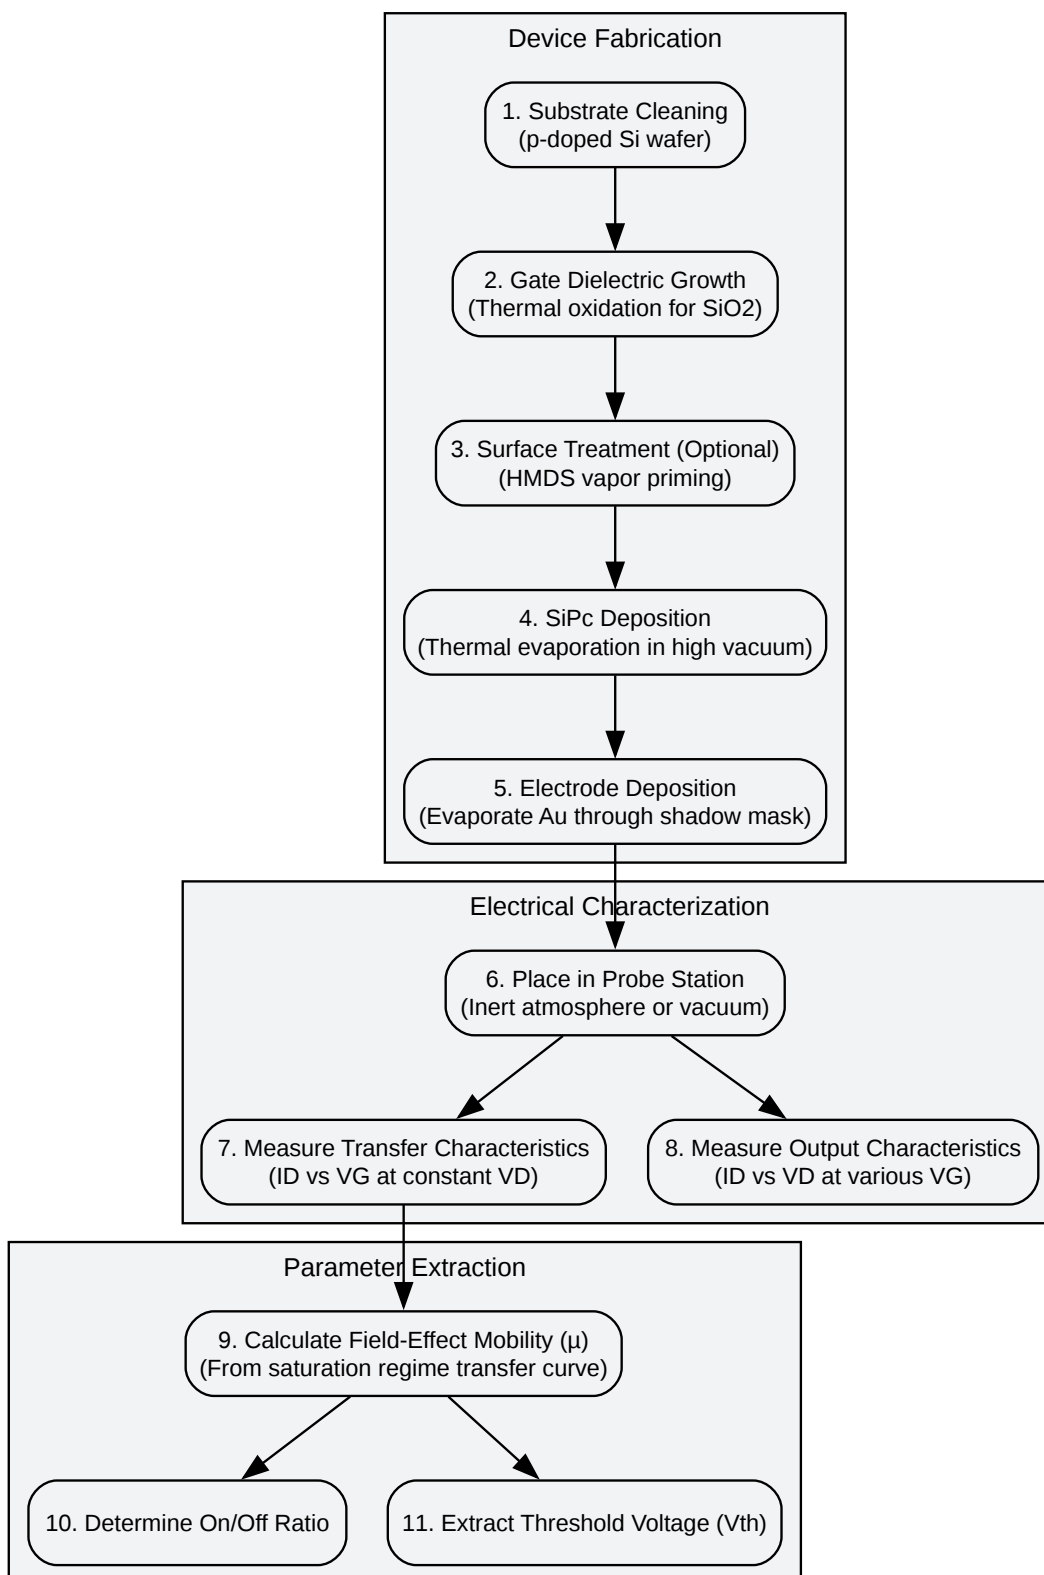 Device Fabrication
1. Substrate Cleaning
(p-doped Si wafer)
2. Gate Dielectric Growth
(Thermal oxidation for SiO2)
3. Surface Treatment (Optional)
(HMDS vapor priming)
4. SiPc Deposition
(Thermal evaporation in high vacuum)
5. Electrode Deposition
(Evaporate Au through shadow mask)
Electrical Characterization
6. Place in Probe Station
(Inert atmosphere or vacuum)
7. Measure Transfer Characteristics
(ID vs VG at constant VD)
8. Measure Output Characteristics
(ID vs VD at various VG)
Parameter Extraction
9. Calculate Field-Effect Mobility (µ)
(From saturation regime transfer curve)
10. Determine On/Off Ratio
11. Extract Threshold Voltage (Vth)